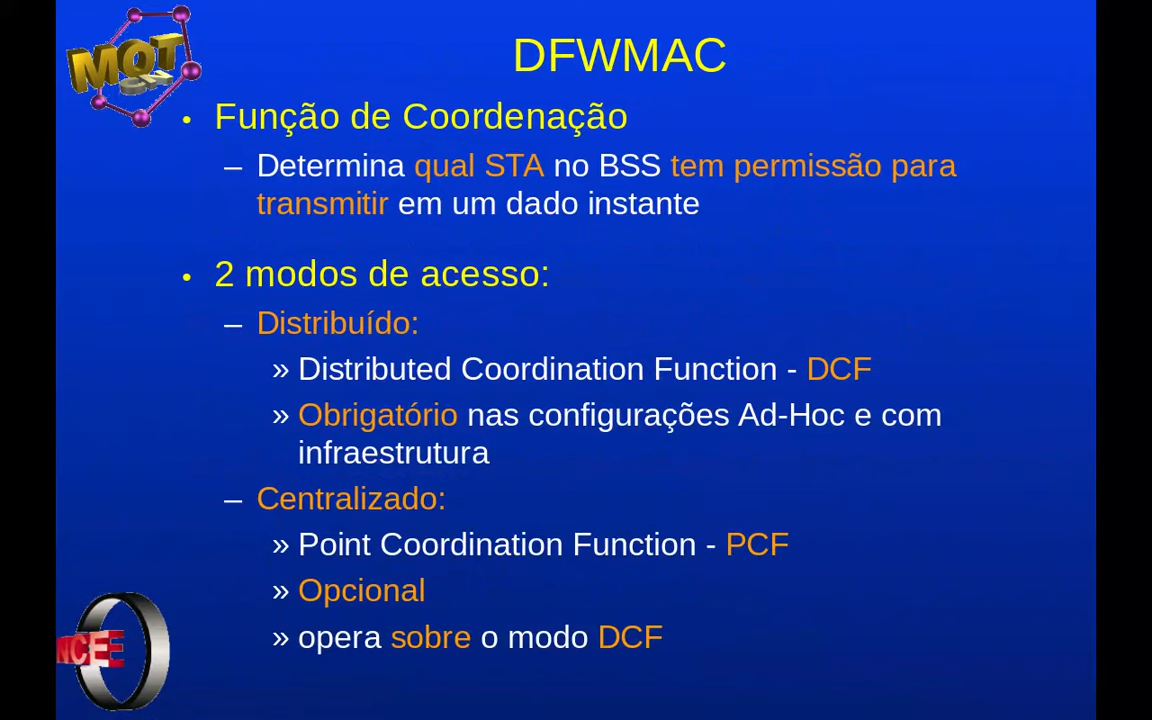 DFWMAC
• Função de Coordenação
– Determina qual STA no BSS tem permissão para
transmitir em um dado instante
• 2 modos de acesso:
– Distribuído:
» Distributed Coordination Function - DCF
» Obrigatório nas configurações Ad-Hoc e com
infraestrutura
– Centralizado:
» Point Coordination Function - PCF
» Opcional
» opera sobre o modo DCF